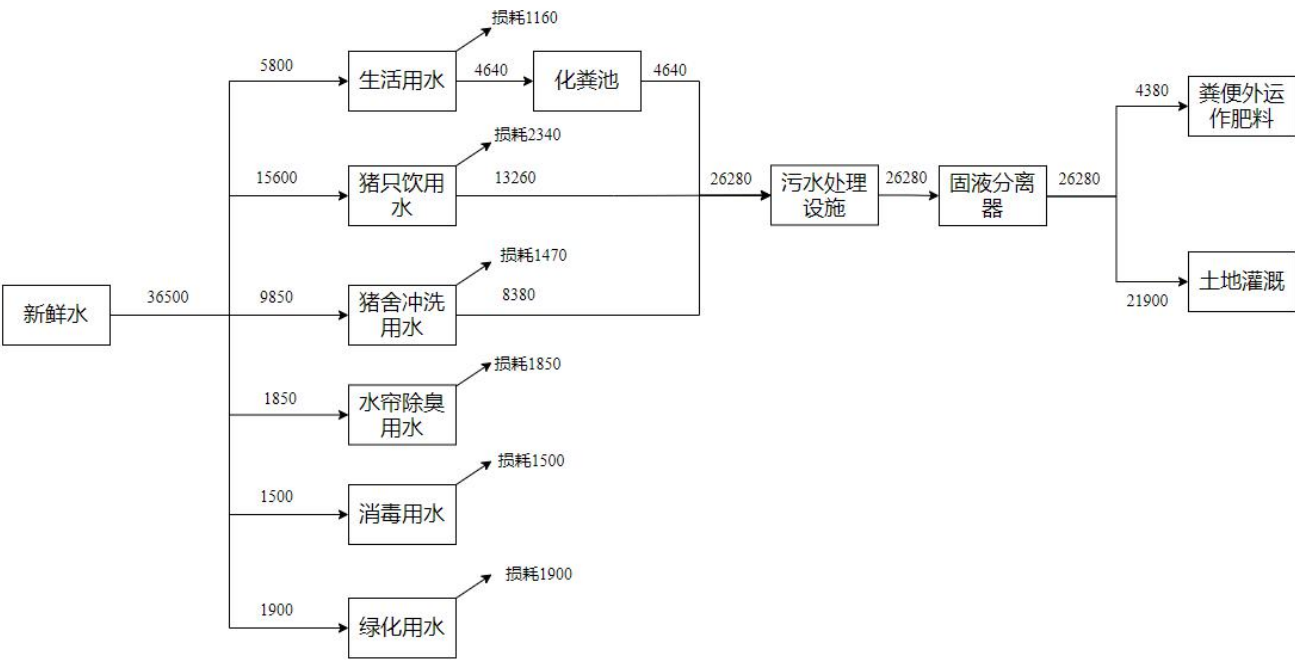 损耗1160
5800
生活用水
4640
化粪池
4640
4380
粪便外运
作肥料
损耗2340
15600
猪只饮用
水
13260
26280
污水处理
设施
26280
固液分离
器
26280
损耗1470
新鲜水
36500
9850
猪舍冲洗
用水
8380
21900
土地灌溉
损耗1850
1850
水帘除臭
用水
损耗1500
1500
消毒用水
损耗1900
1900
绿化用水